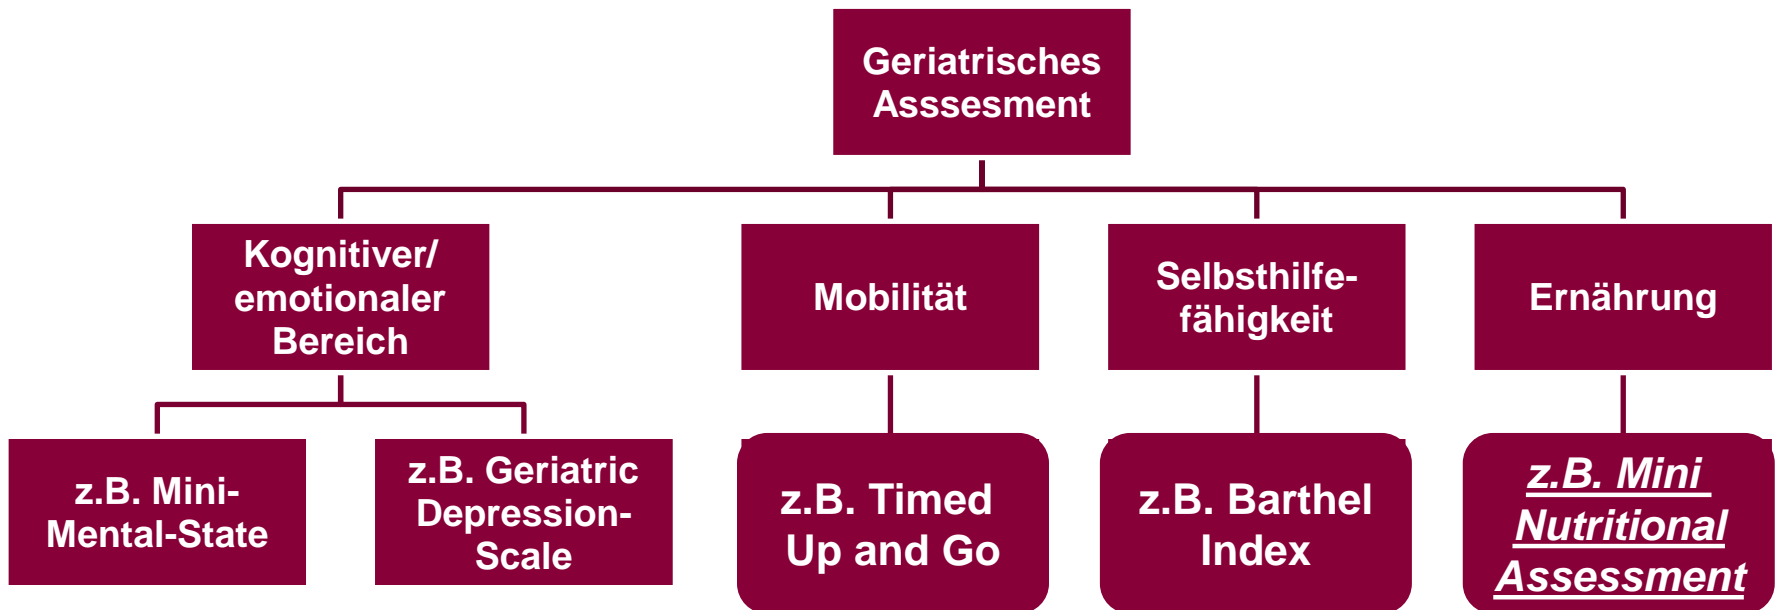 Geriatrisches
Asssesment
Kognitiver/
emotionaler
Bereich
Mobilität
Selbsthilfe-
fähigkeit
Ernährung
z.B. Mini-
Mental-State
z.B. Geriatric
Depression-
Scale
z.B. Timed
Up and Go
z.B. Barthel
Index
z.B. Mini
Nutritional
Assessment